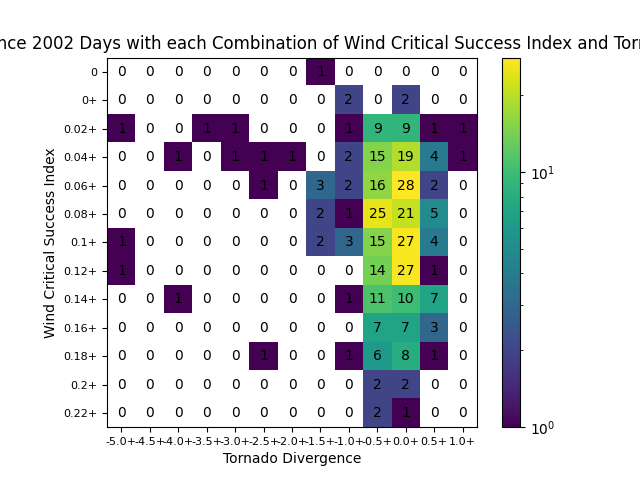 nce 2002 Days with each Combination of Wind Critical Success Index and Tor
Wind Critical Success Index
0 0 0 0 0 0 0 0 1 0 0 0 0 0
0+ 0 0 0 0 0 0 0 0 2 0 2 0 0
0.02+ 1 0 0 1 1 0 0 0 1 9 9 1 1
0.04+ 0 0 1 0 1 1 1 0 2 15 19 4 1
0.06+ 0 0 0 0 0 1 0 3 2 16 28 2 0
0.08+ 0 0 0 0 0 0 0 2 1 25 21 5 0
0.1+ 1 0 0 0 0 0 0 2 3 15 27 4 0
0.12+ 1 0 0 0 0 0 0 0 0 14 27 1 0
0.14+ 0 0 1 0 0 0 0 0 1 11 10 7 0
0.16+ 0 0 0 0 0 0 0 0 0 7 7 3 0
0.18+ 0 0 0 0 0 1 0 0 1 6 8 1 0
0.2+ 0 0 0 0 0 0 0 0 0 2 2 0 0
0.22+ 0 0 0 0 0 0 0 0 0 2 1 0 0
-5.0+ -4.5+ -4.0+ -3.5+ -3.0+ -2.5+ -2.0+ -1.5+ -1.0+ -0.5+ 0.0+ 0.5+ 1.0+
Tornado Divergence
10¹
10⁰